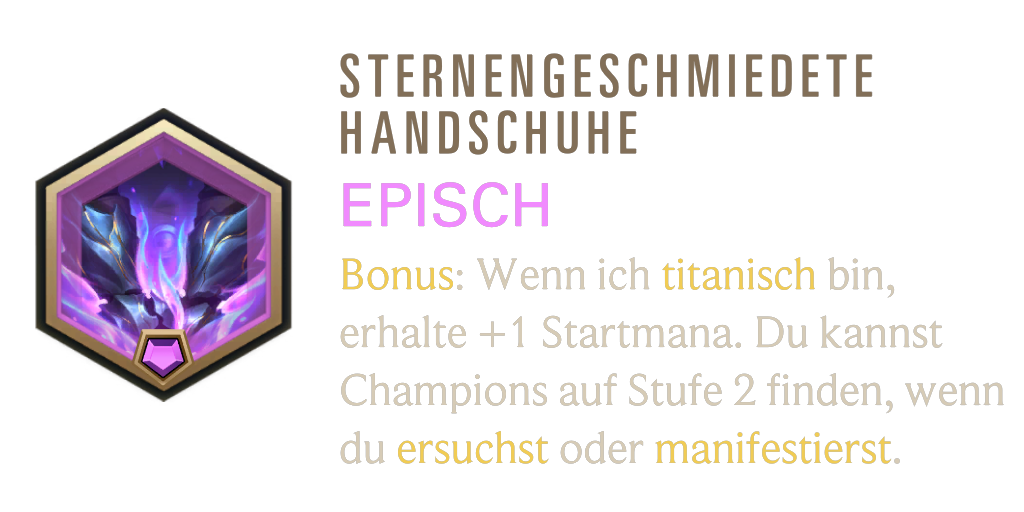 STERNENGESCHMIEDETE
HANDSCHUHE
EPISCH
Bonus: Wenn ich titanisch bin,
erhalte +1 Startmana. Du kannst
Champions auf Stufe 2 finden, wenn
du ersuchst oder manifestierst.